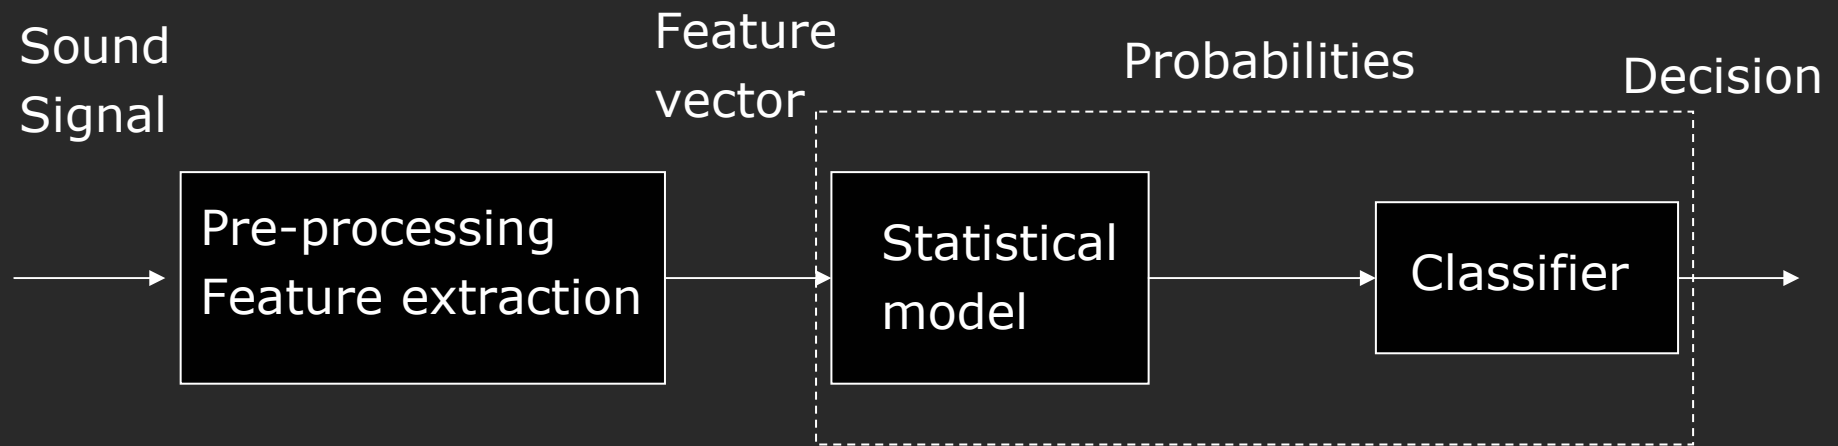 Sound
Signal
Feature
vector
Probabilities
Decision
Pre-processing
Feature extraction
Statistical
model
Classifier